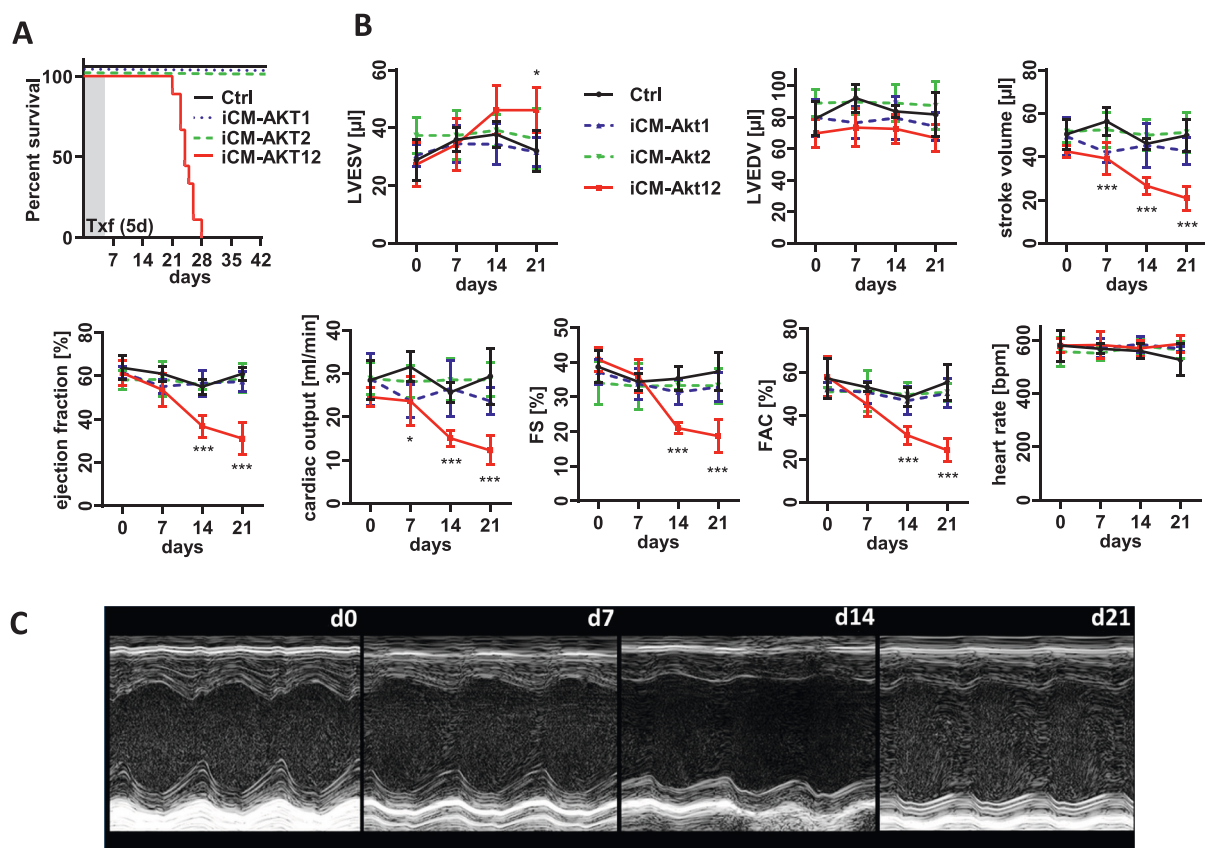 A
Percent survival
100
50
0
Ctrl
iCM-AKT1
iCM-AKT2
iCM-AKT12
Txf (5d)
7 14 21 28 35 42
days
B
LVESV [µl]
60
40
20
0
0 7 14 21
days
*
Ctrl
iCM-Akt1
iCM-Akt2
iCM-Akt12
LVEDV [µl]
100
80
60
40
20
0
0 7 14 21
days
stroke volume [µl]
80
60
40
20
0
*** *** ***
0 7 14 21
days
ejection fraction [%]
80
60
40
20
0
*** ***
0 7 14 21
days
cardiac output [ml/min]
40
30
20
10
0
* *** ***
0 7 14 21
days
FS [%]
50
40
30
20
10
0
*** ***
0 7 14 21
days
FAC [%]
80
60
40
20
0
*** ***
0 7 14 21
days
heart rate [bpm]
600
400
200
0
0 7 14 21
days
C
d0 d7 d14 d21